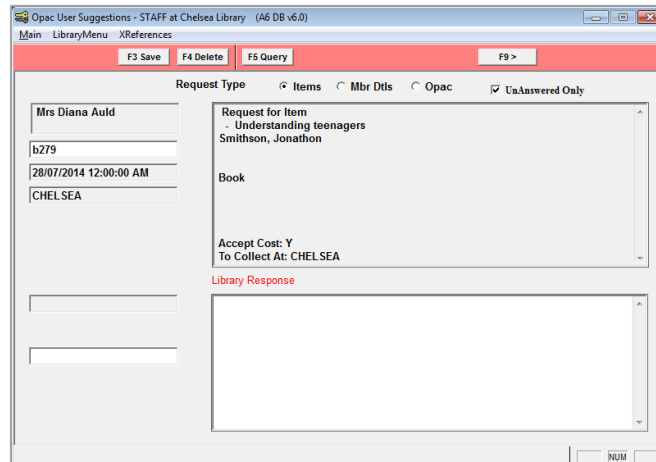 Opac User Suggestions - STAFF at Chelsea Library (A6 DB v6.0)
Main LibraryMenu XReferences
F3 Save F4 Delete F5 Query F9 >
Request Type Items Mbr Dtls Opac UnAnswered Only
Mrs Diana Auld
b279
28/07/2014 12:00:00 AM
CHELSEA
Request for Item
- Understanding teenagers
Smithson, Jonathon
Book
Accept Cost: Y
To Collect At: CHELSEA
Library Response
NUM